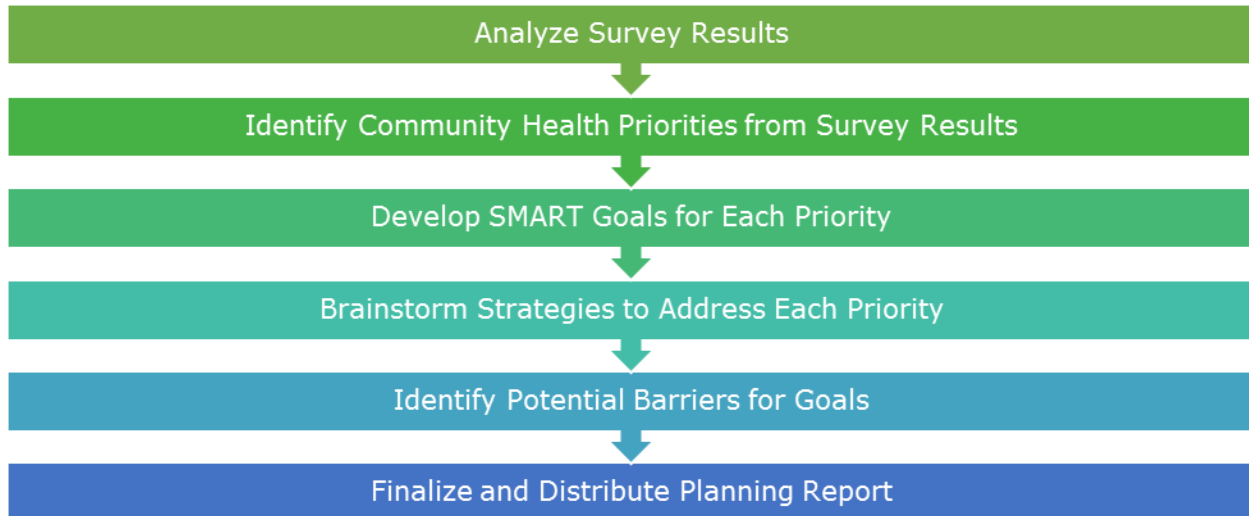 Analyze Survey Results
Identify Community Health Priorities from Survey Results
Develop SMART Goals for Each Priority
Brainstorm Strategies to Address Each Priority
Identify Potential Barriers for Goals
Finalize and Distribute Planning Report